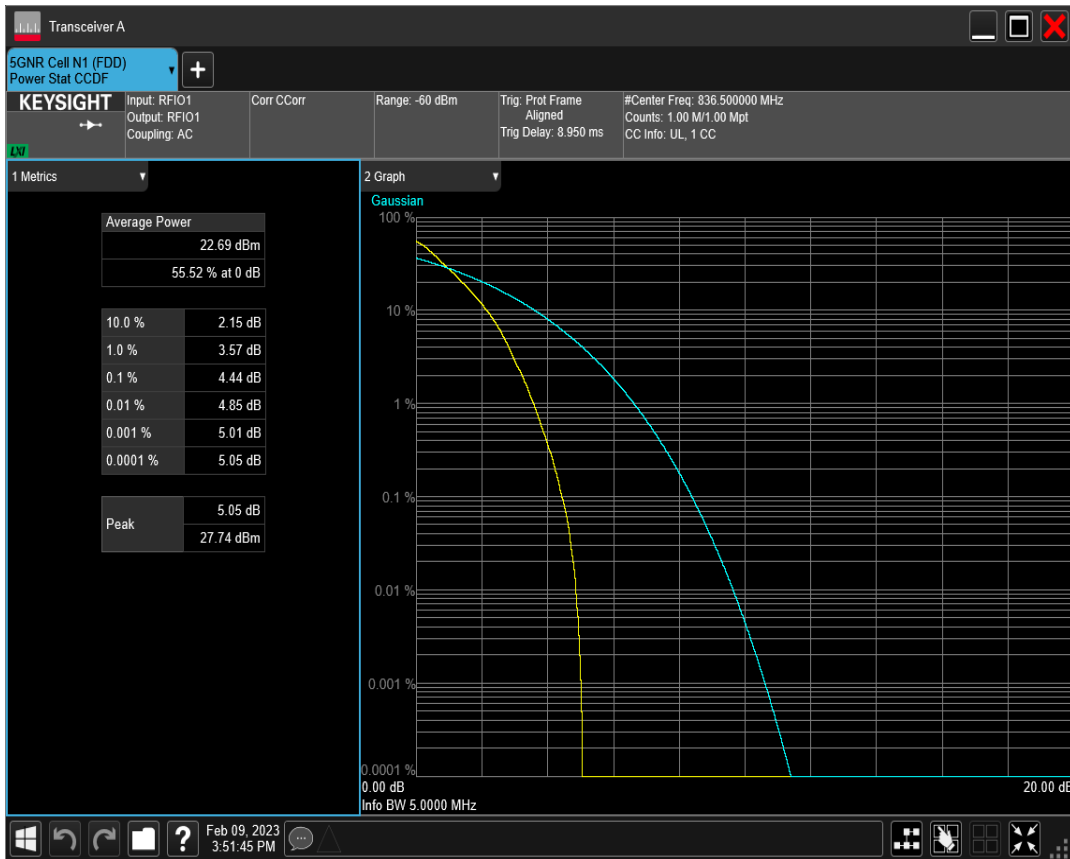 Transceiver A
5GNR Cell N1 (FDD)
Power Stat CCDF
+
KEYSIGHT
LXI
Input: RFIO1
Output: RFIO1
Coupling: AC
Corr CCorr
Range: -60 dBm
Trig: Prot Frame
Aligned
Trig Delay: 8.950 ms
#Center Freq: 836.500000 MHz
Counts: 1.00 M/1.00 Mpt
CC Info: UL, 1 CC
1 Metrics
Average Power
22.69 dBm
55.52 % at 0 dB
10.0 % 2.15 dB
1.0 % 3.57 dB
0.1 % 4.44 dB
0.01 % 4.85 dB
0.001 % 5.01 dB
0.0001 % 5.05 dB
Peak 5.05 dB
27.74 dBm
2 Graph
Gaussian
100 %
10 %
1 %
0.1 %
0.01 %
0.001 %
0.0001 %
0.00 dB 20.00 dB
Info BW 5.0000 MHz
?
Feb 09, 2023
3:51:45 PM